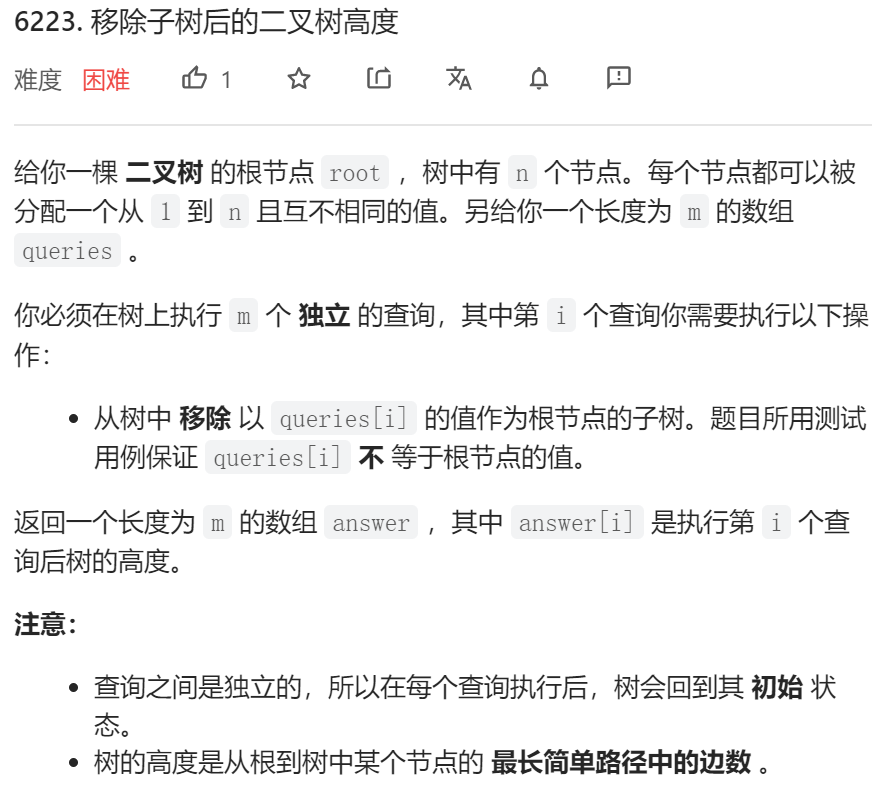 6223. 移除子树后的二叉树高度
难度 困难 1
给你一棵 二叉树 的根节点 root ，树中有 n 个节点。每个节点都可以被
分配一个从 1 到 n 且互不相同的值。另给你一个长度为 m 的数组
queries 。
你必须在树上执行 m 个 独立 的查询，其中第 i 个查询你需要执行以下操
作：
• 从树中 移除 以 queries[i] 的值作为根节点的子树。题目所用测试
用例保证 queries[i] 不 等于根节点的值。
返回一个长度为 m 的数组 answer ，其中 answer[i] 是执行第 i 个查
询后树的高度。
注意：
• 查询之间是独立的，所以在每个查询执行后，树会回到其 初始 状
态。
• 树的高度是从根到树中某个节点的 最长简单路径中的边数 。